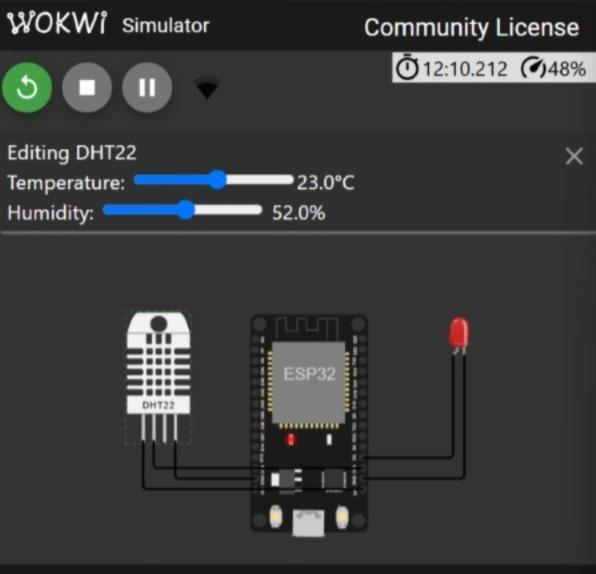 WOKWi Simulator
Community License
12:10.212 48%
Editing DHT22
Temperature: 23.0°C
Humidity: 52.0%
ESP32
DHT22